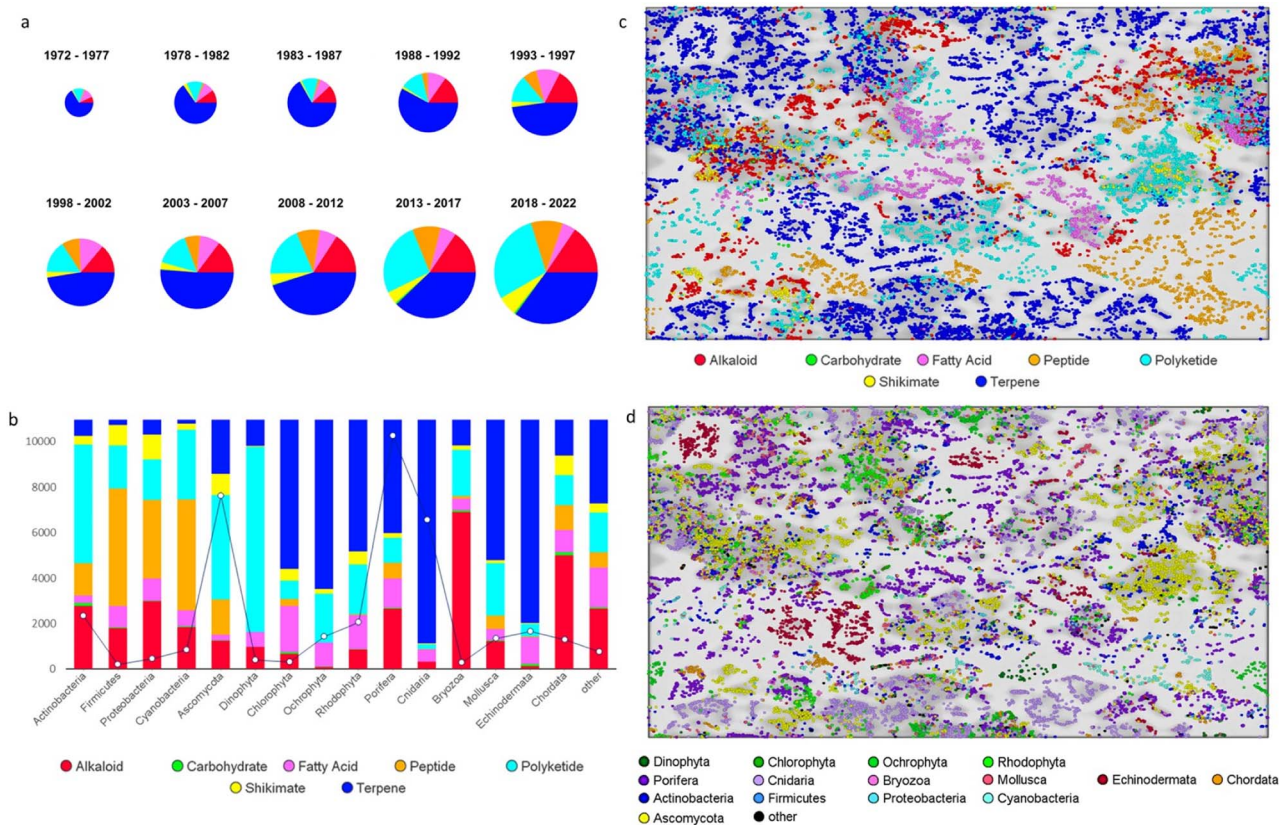 a
1972 - 1977 1978 - 1982 1983 - 1987 1988 - 1992 1993 - 1997
1998 - 2002 2003 - 2007 2008 - 2012 2013 - 2017 2018 - 2022
b
10000
8000
6000
4000
2000
0
Actinobacteria Firmicutes Proteobacteria Cyanobacteria Ascomycota Dinophyta Chlorophyta Ochrophyta Rhodophyta Porifera Cnidaria Bryozoa Mollusca Echinodermata Chordata other
Alkaloid Carbohydrate Fatty Acid Peptide Polyketide
Shikimate Terpene
c
Alkaloid Carbohydrate Fatty Acid Peptide Polyketide
Shikimate Terpene
d
Dinophyta Chlorophyta Ochrophyta Rhodophyta
Porifera Cnidaria Bryozoa Mollusca Echinodermata Chordata
Actinobacteria Firmicutes Proteobacteria Cyanobacteria
Ascomycota other